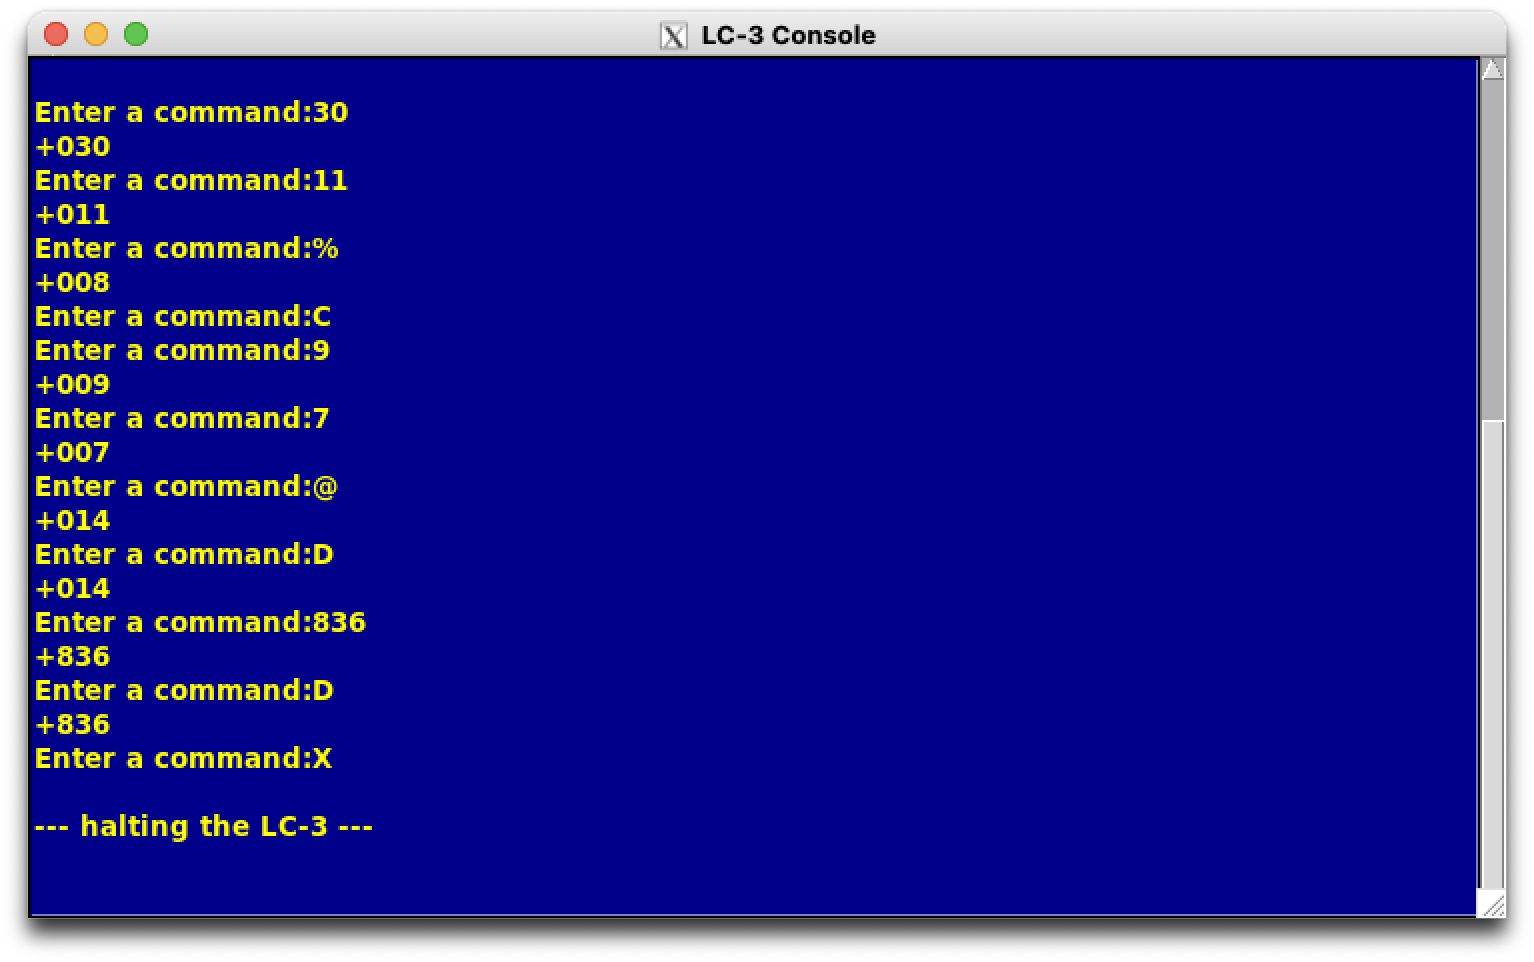 LC-3 Console
Enter a command:30
+030
Enter a command:11
+011
Enter a command:%
+008
Enter a command:C
Enter a command:9
+009
Enter a command:7
+007
Enter a command:@
+014
Enter a command:D
+014
Enter a command:836
+836
Enter a command:D
+836
Enter a command:X
--- halting the LC-3 ---